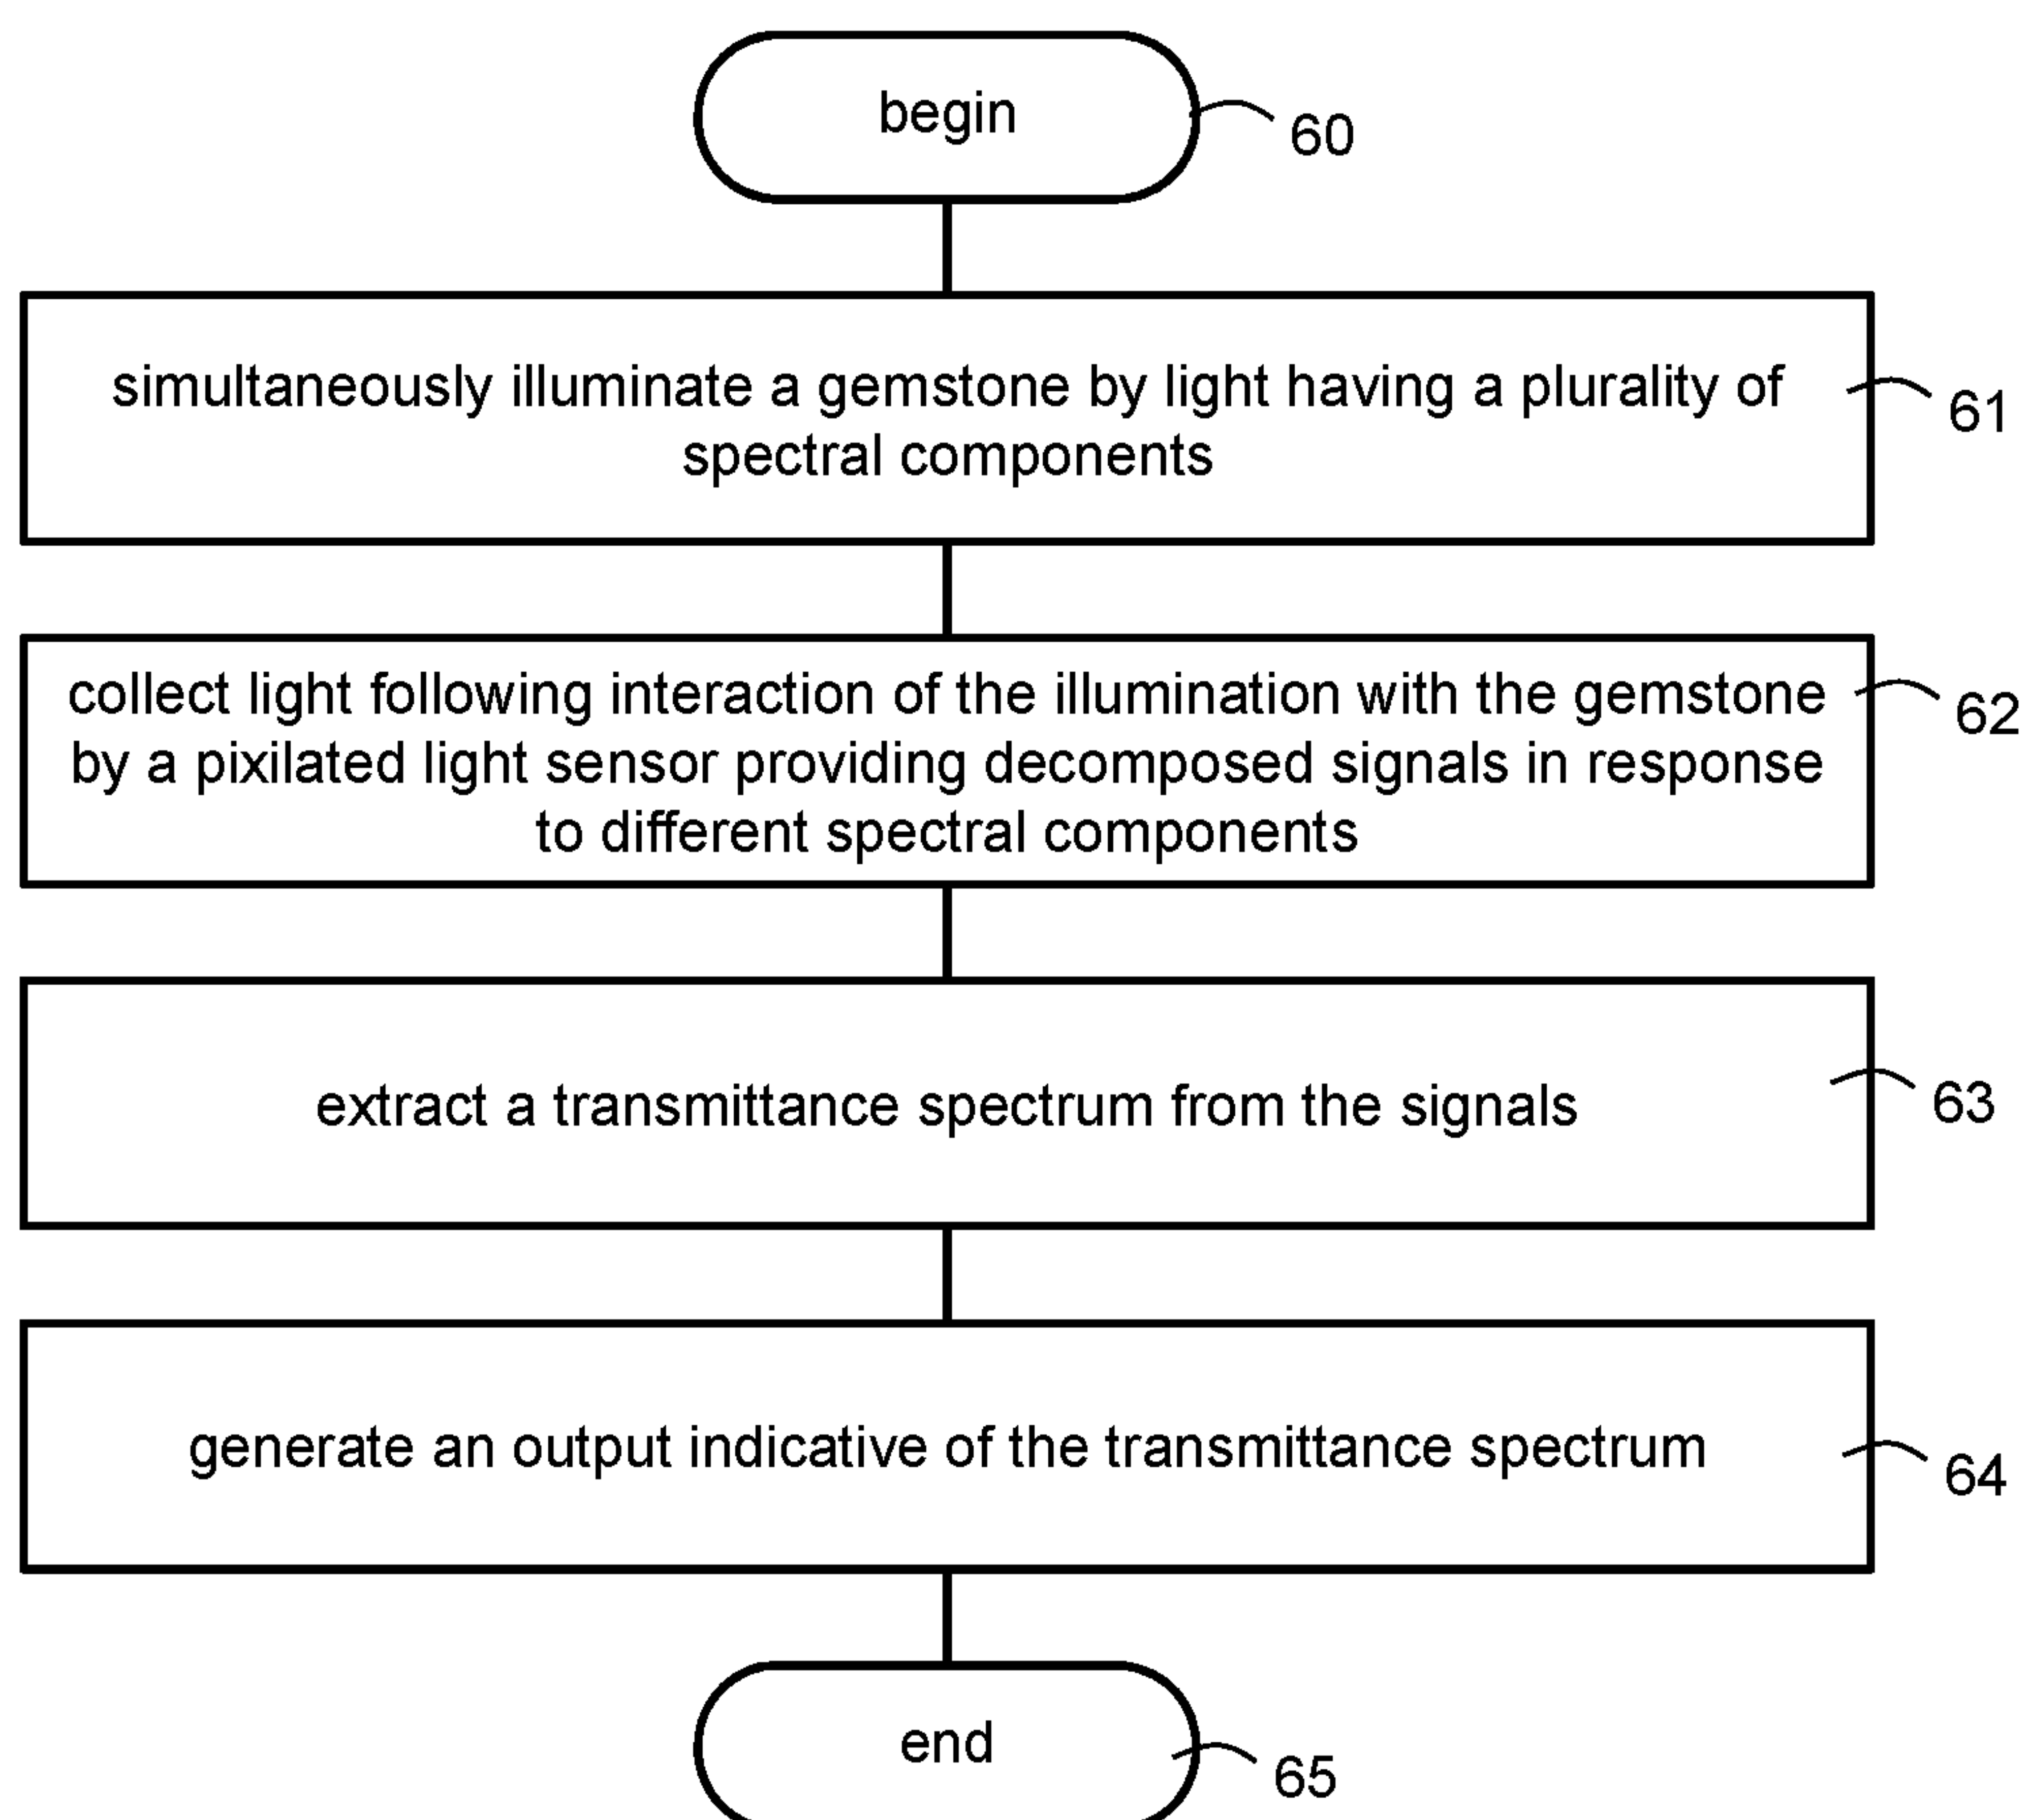 begin
60
simultaneously illuminate a gemstone by light having a plurality of
spectral components
61
collect light following interaction of the illumination with the gemstone
by a pixilated light sensor providing decomposed signals in response
to different spectral components
62
extract a transmittance spectrum from the signals
63
generate an output indicative of the transmittance spectrum
64
end
65